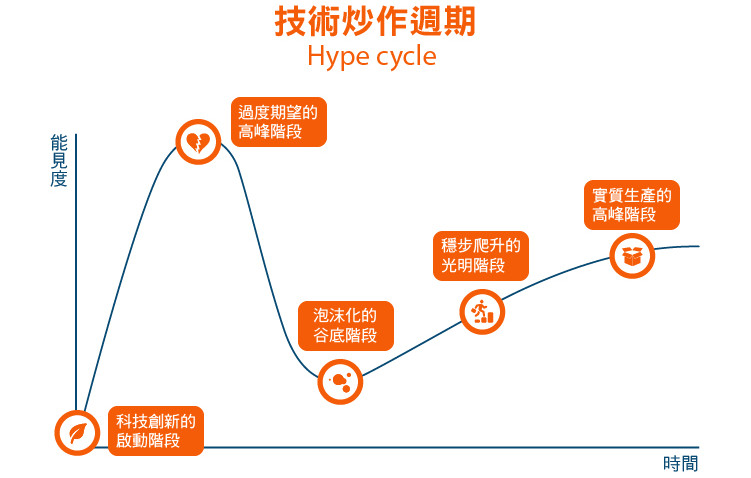 技術炒作週期
Hype cycle
能見度
過度期望的
高峰階段
實質生產的
高峰階段
穩步爬升的
光明階段
泡沫化的
谷底階段
科技創新的
啟動階段
時間